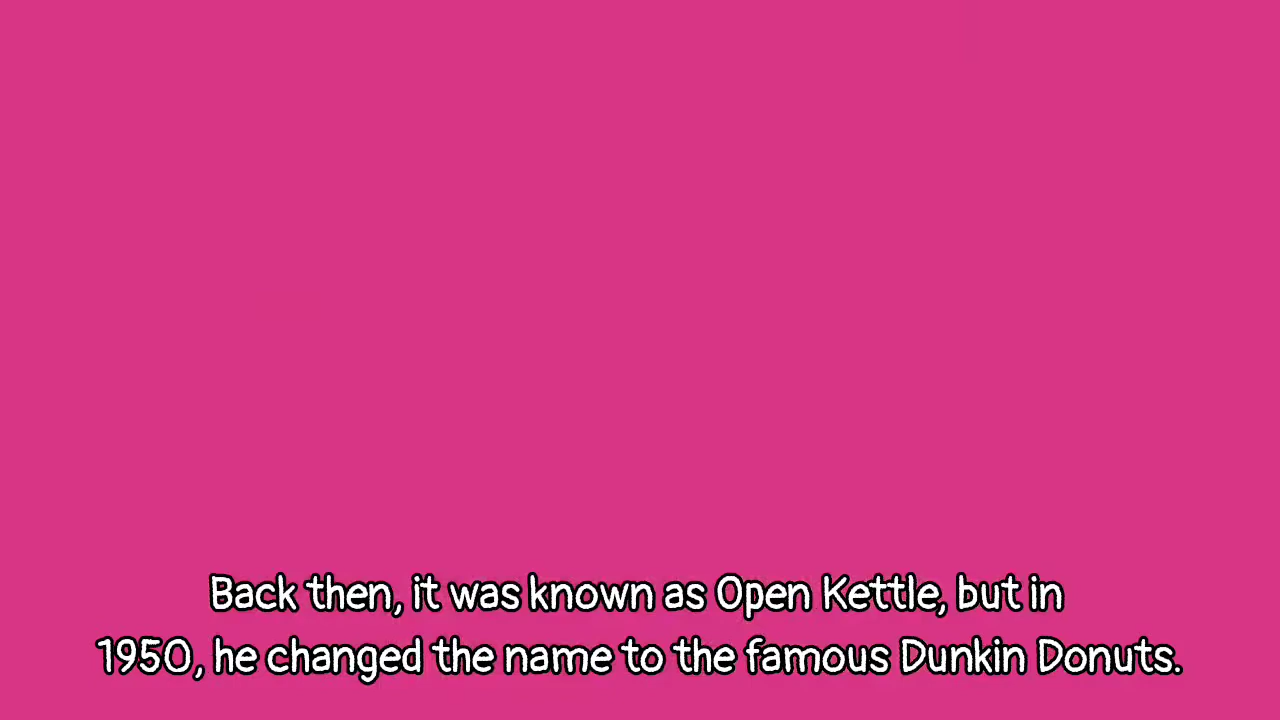 Back then, it was known as Open Kettle, but in
1950, he changed the name to the famous Dunkin Donuts.